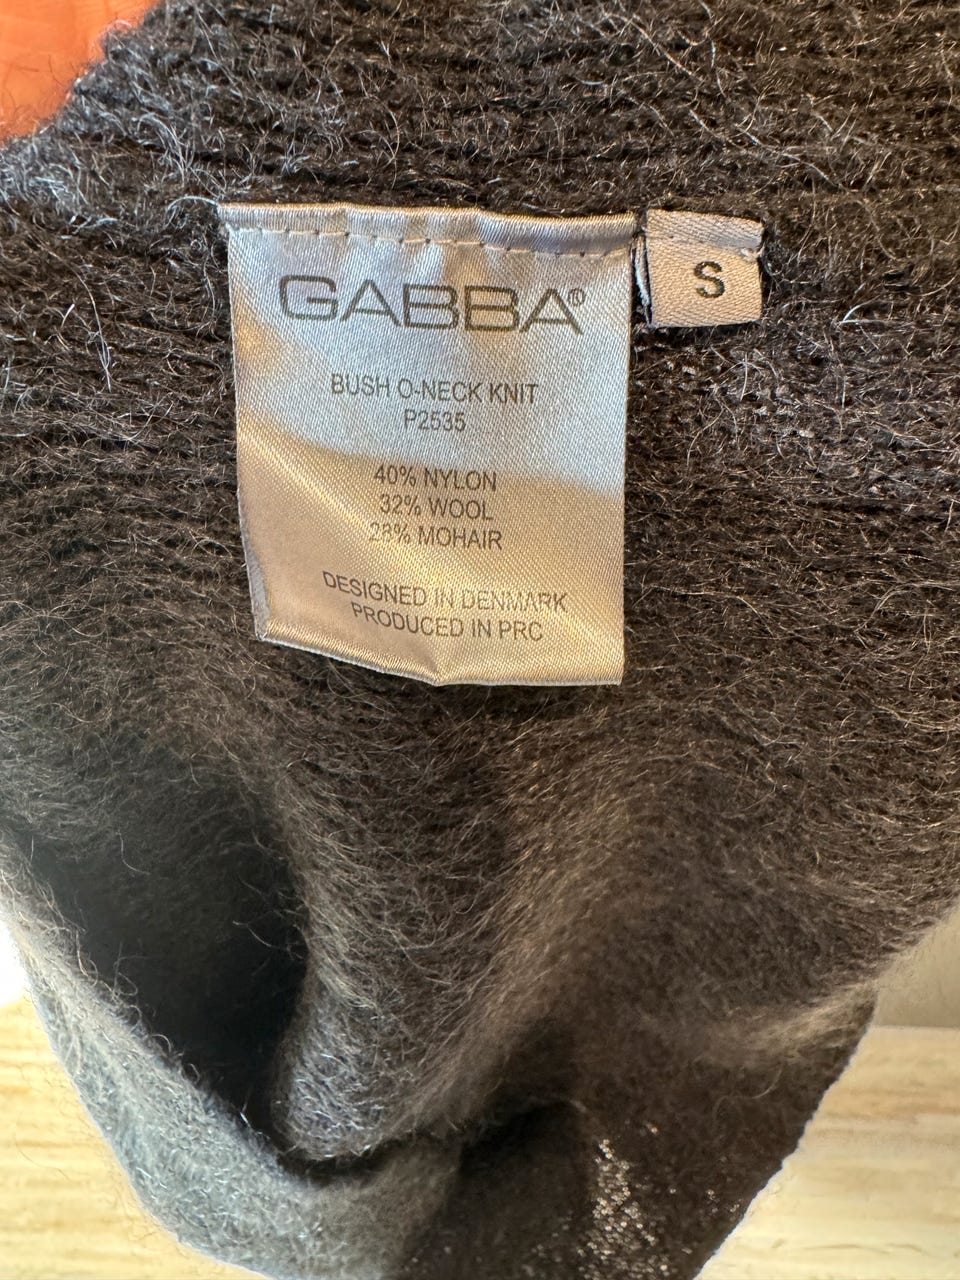 GABBA®
S
BUSH O-NECK KNIT
P2535
40% NYLON
32% WOOL
28% MOHAIR
DESIGNED IN DENMARK
PRODUCED IN PRC